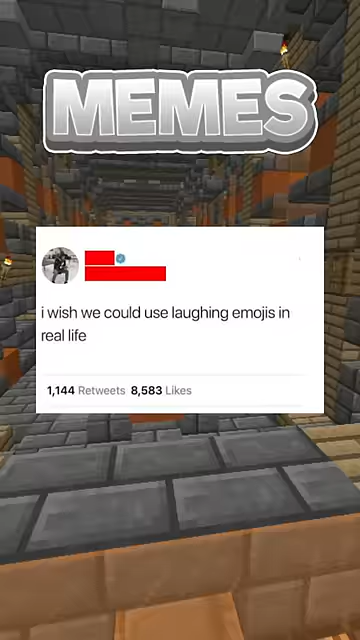 MEMES
i wish we could use laughing emojis in
real life
1,144 Retweets 8,583 Likes